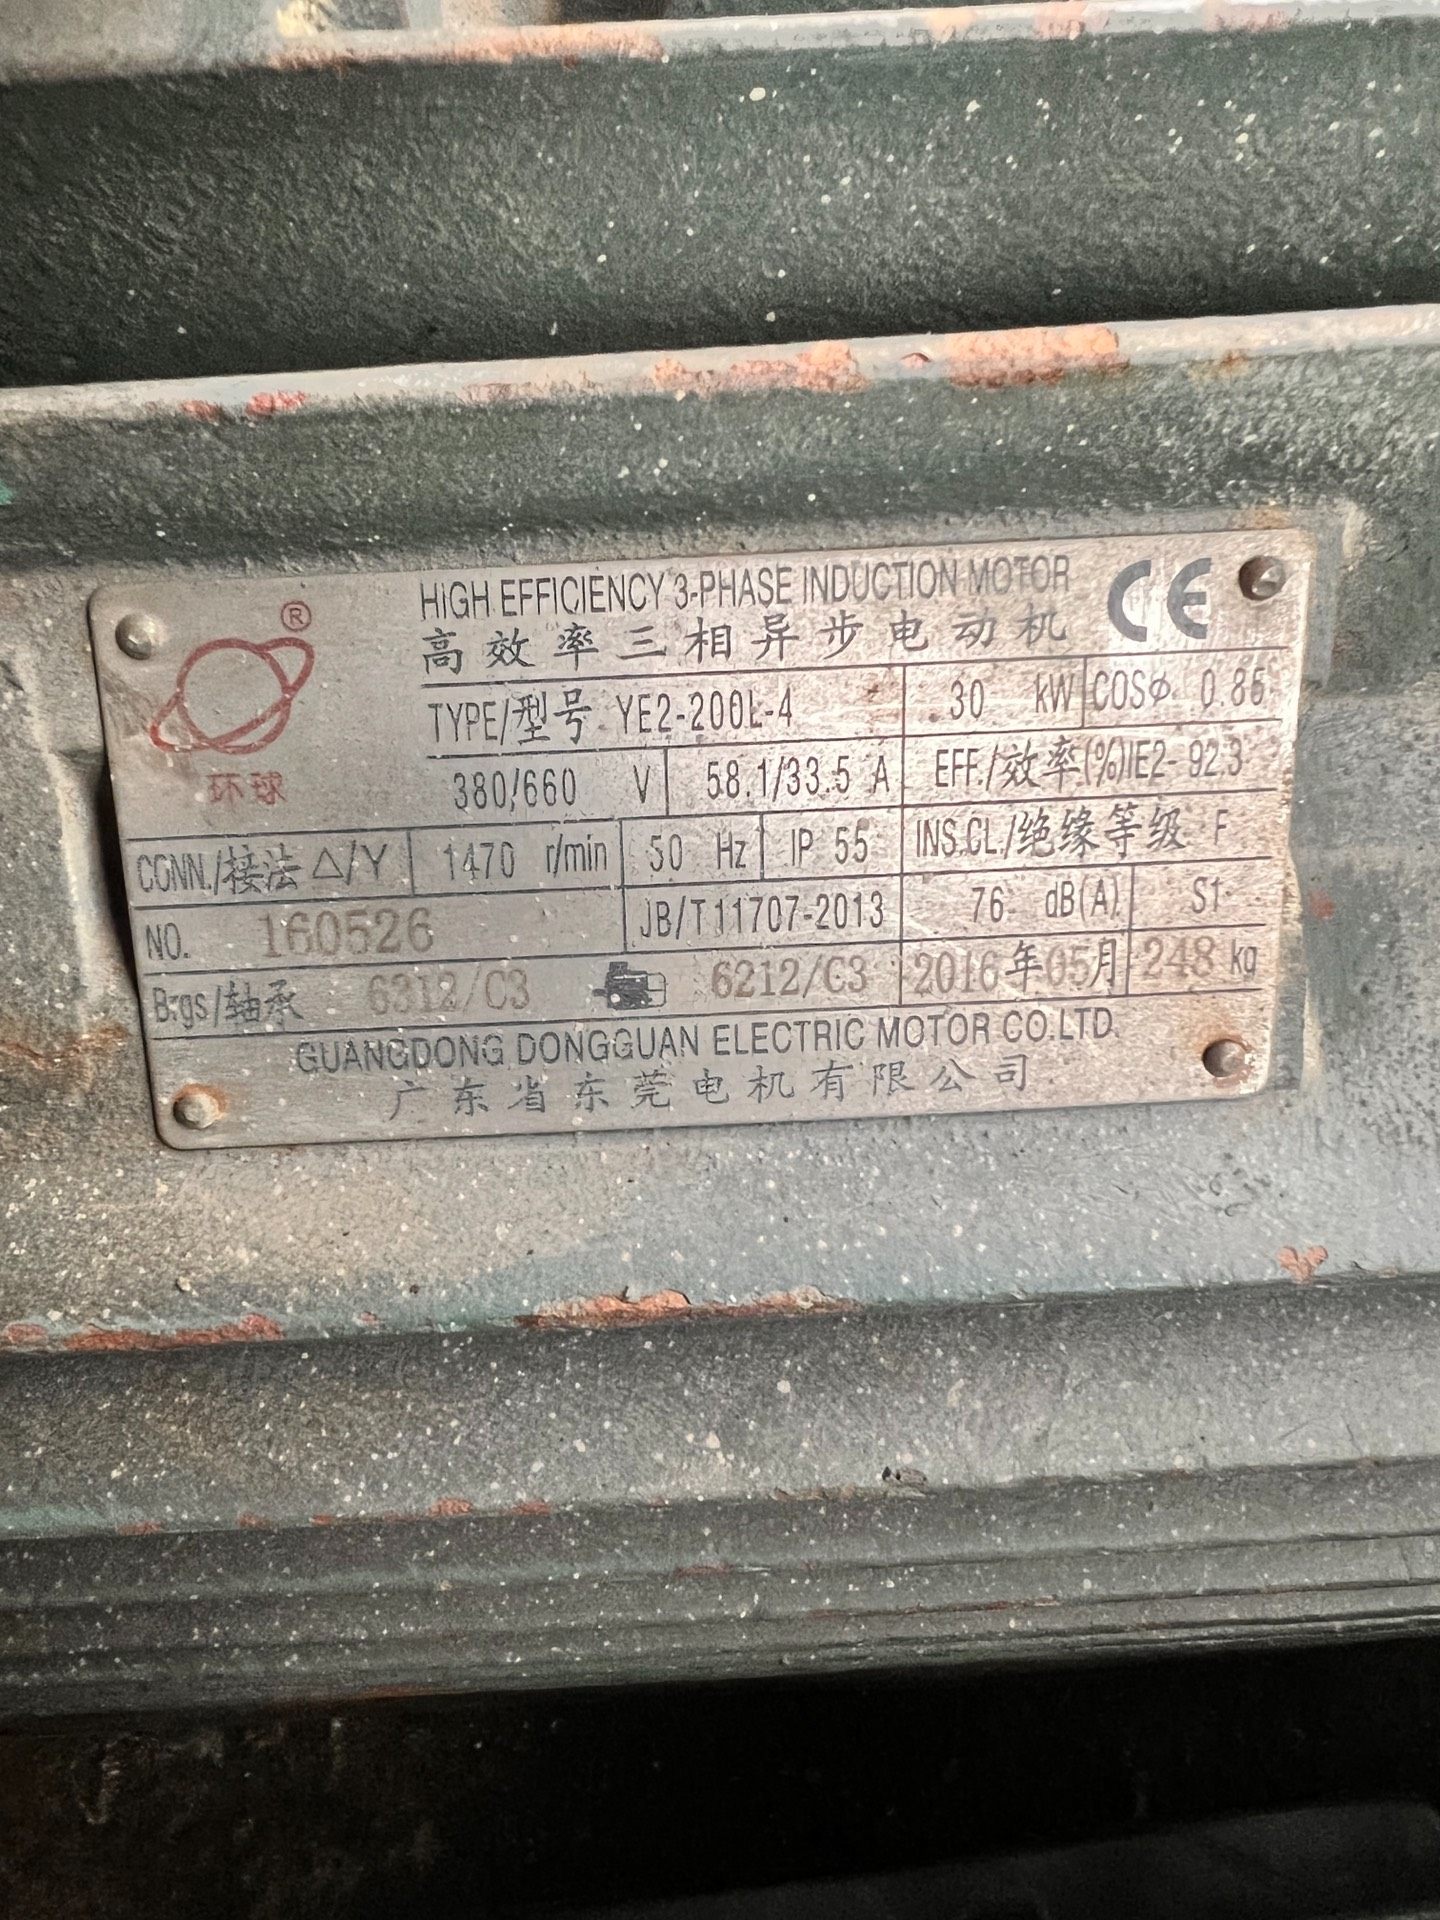 HIGH EFFICIENCY 3-PHASE INDUCTION MOTOR CE
®
高效率三相异步电动机
TYPE/型号 YE2-200L-4 30 kW COSΦ 0.85
环球
380/660 V 58.1/33.5 A EFF./效率(%)IE2- 92.3
CONN./接法 △/Y 1470 r/min 50 Hz IP 55 INS.CL./绝缘等级 F
NO. 160526 JB/T11707-2013 76 dB(A) S1
Brgs/轴承 6312/C3 6212/C3 2016年05月 248 kg
GUANGDONG DONGGUAN ELECTRIC MOTOR CO.LTD.
广东省东莞电机有限公司